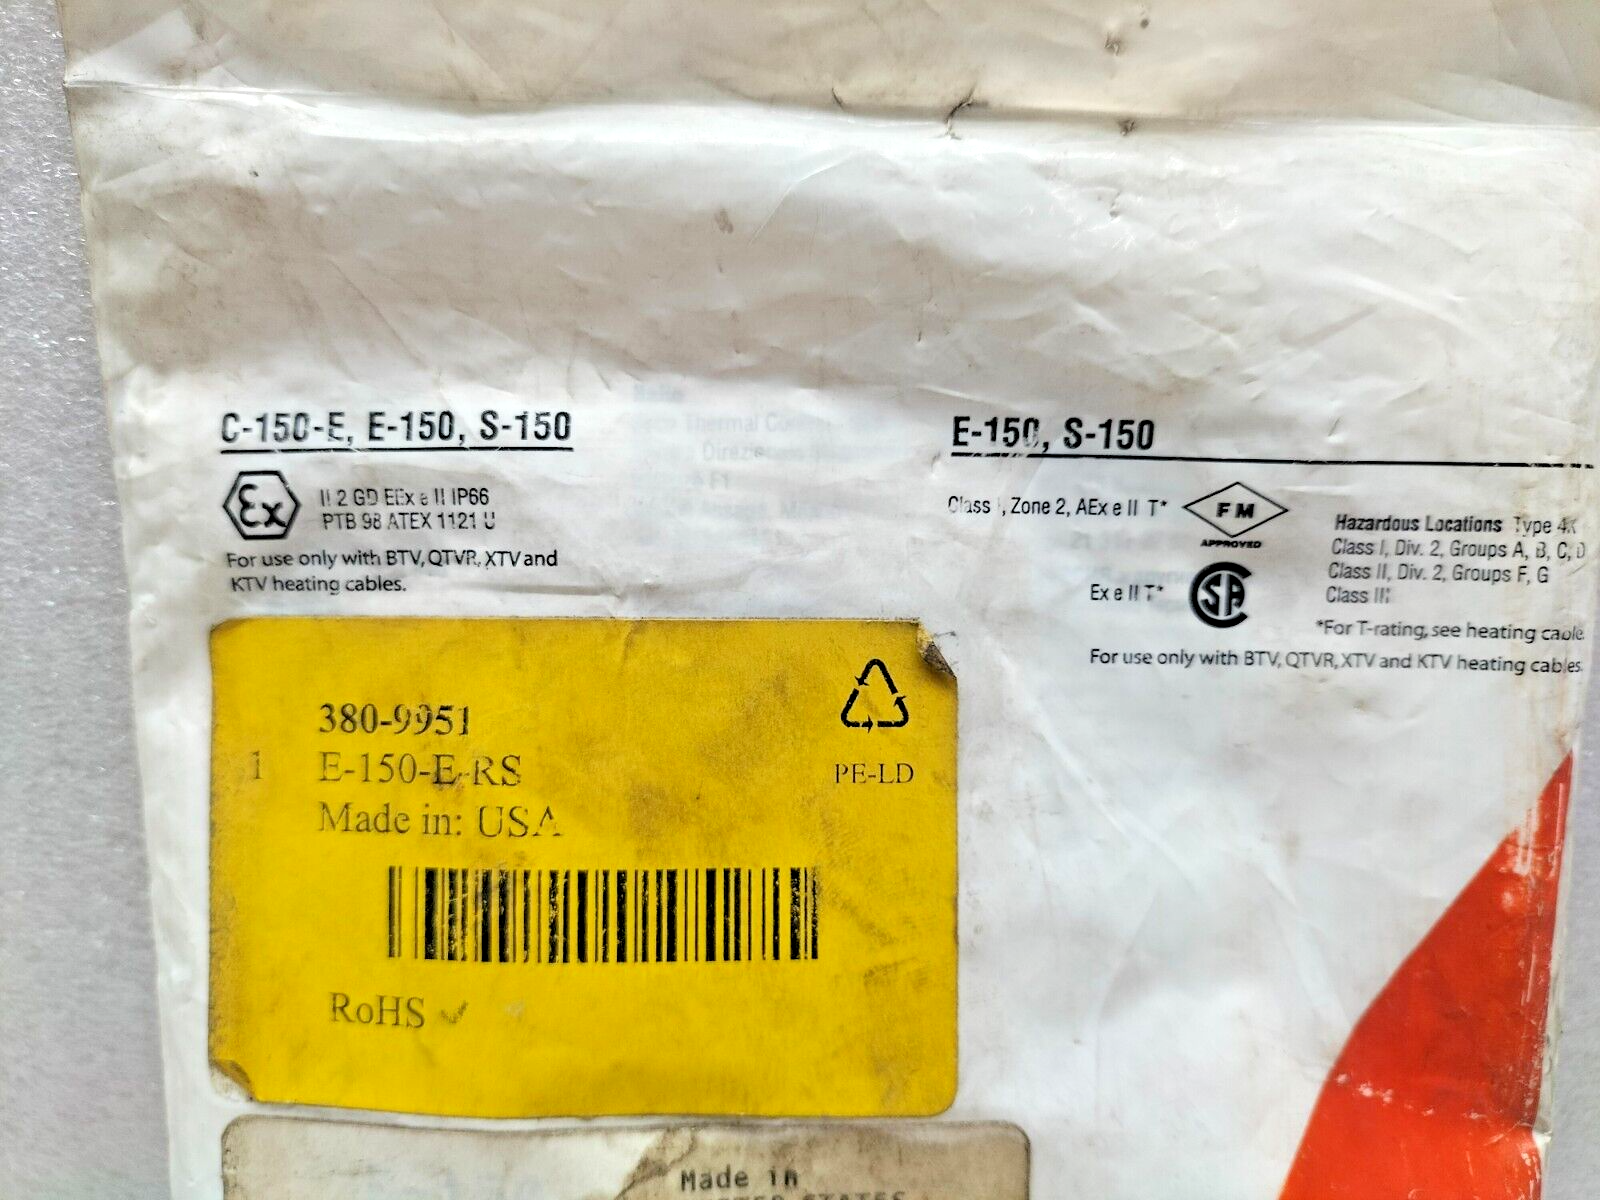 C-150-E, E-150, S-150
Ex
II 2 GD EEx e II IP66
PTB 98 ATEX 1121 U
For use only with BTV, QTVR, XTV and
KTV heating cables.
E-150, S-150
Class I, Zone 2, AEx e II T*
FM
APPROVED
Hazardous Locations Type 4X
Class I, Div. 2, Groups A, B, C, D
Class II, Div. 2, Groups F, G
Class III
Ex e II T*
SA
*For T-rating, see heating cable
For use only with BTV, QTVR, XTV and KTV heating cables
380-9951
1 E-150-E-RS
Made in: USA
PE-LD
RoHS ✓
Made in
STATES